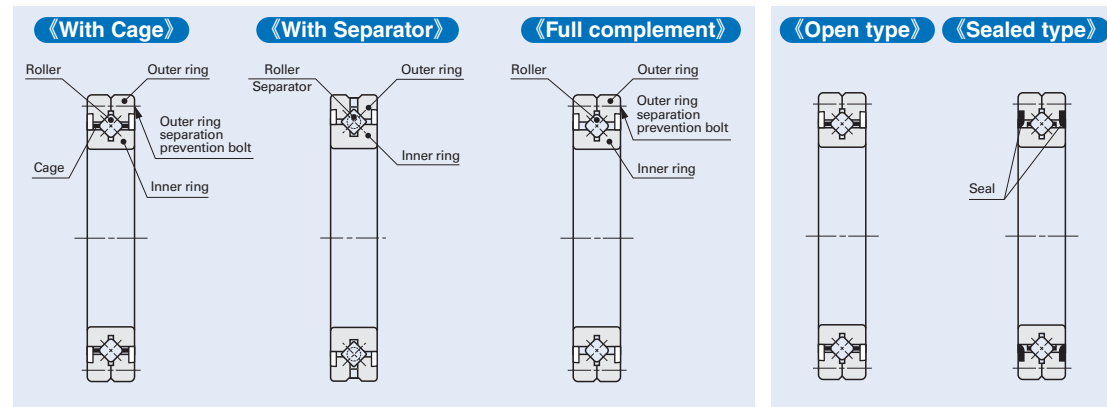 《With Cage》
Roller
Outer ring
Outer ring
separation
prevention bolt
Cage
Inner ring
《With Separator》
Roller
Separator
Outer ring
Inner ring
《Full complement》
Roller
Outer ring
Outer ring
separation
prevention bolt
Inner ring
《Open type》
《Sealed type》
Seal